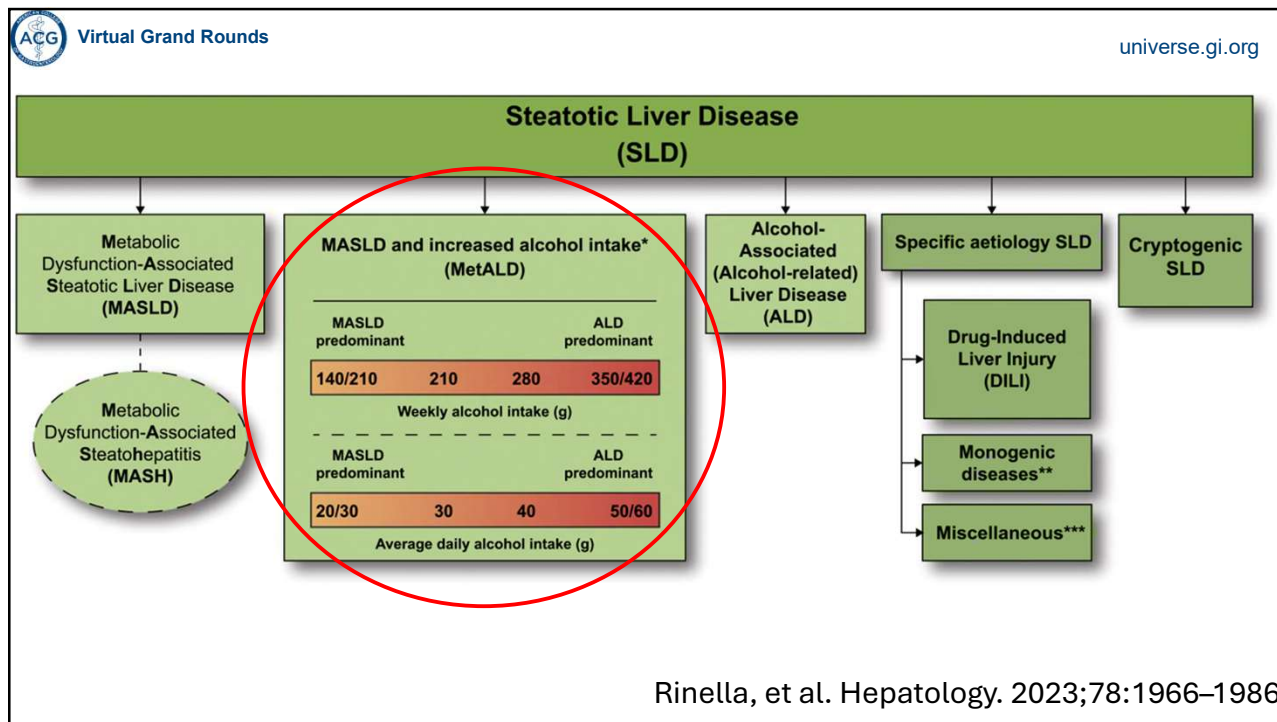 ACG
Virtual Grand Rounds
universe.gi.org
Steatotic Liver Disease
(SLD)
Metabolic
Dysfunction-Associated
Steatotic Liver Disease
(MASLD)
Metabolic
Dysfunction-Associated
Steatohepatitis
(MASH)
MASLD and increased alcohol intake*
(MetALD)
MASLD
predominant
ALD
predominant
140/210 210 280 350/420
Weekly alcohol intake (g)
MASLD
predominant
ALD
predominant
20/30 30 40 50/60
Average daily alcohol intake (g)
Alcohol-
Associated
(Alcohol-related)
Liver Disease
(ALD)
Specific aetiology SLD
Drug-Induced
Liver Injury
(DILI)
Monogenic
diseases**
Miscellaneous***
Cryptogenic
SLD
Rinella, et al. Hepatology. 2023;78:1966–1986